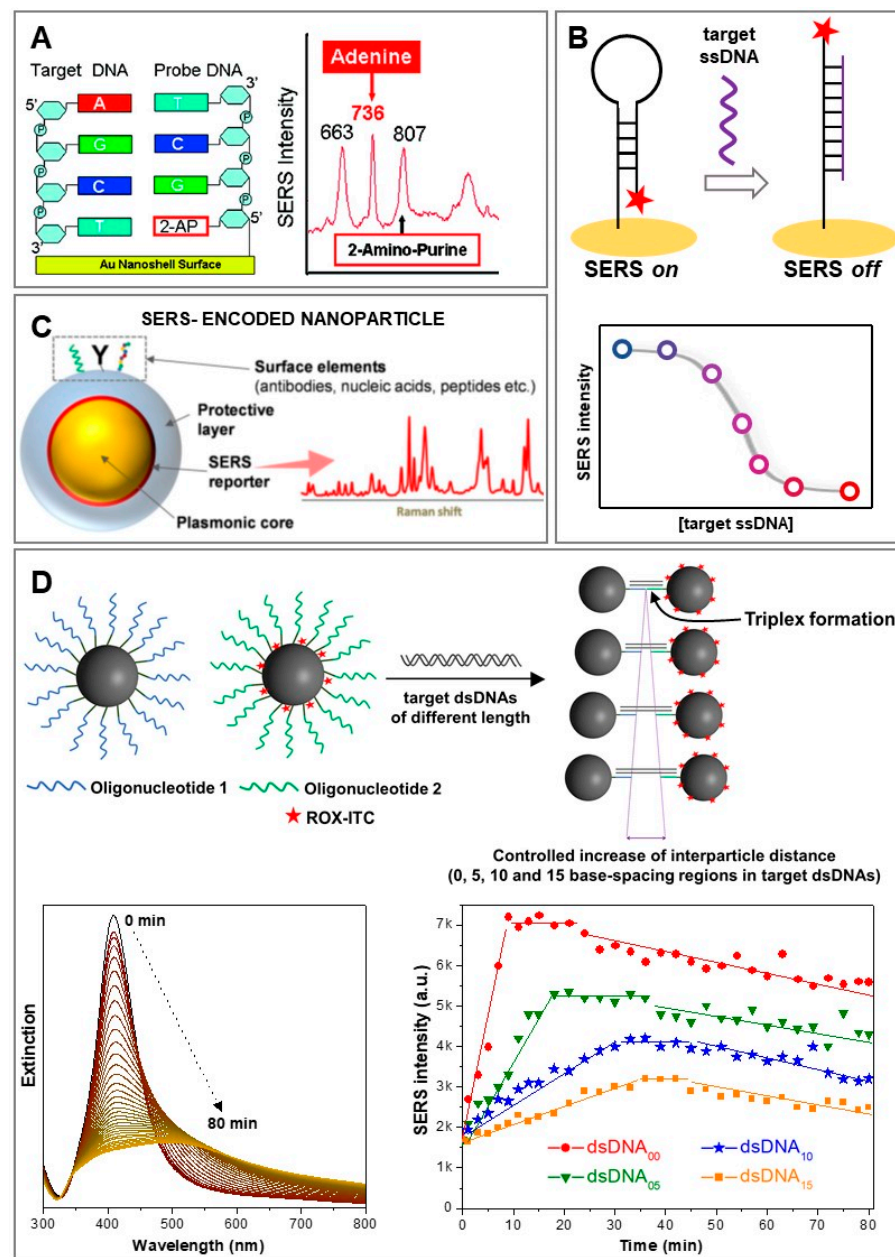 A
Target DNA Probe DNA
5'
3'
A
T
P
P
G
C
P
P
C
G
P
P
T
2-AP
3'
5'
Au Nanoshell Surface
Adenine
736
663
807
SERS Intensity
2-Amino-Purine
B
target
ssDNA
SERS on
SERS off
SERS intensity
[target ssDNA]
C
SERS- ENCODED NANOPARTICLE
Y
Surface elements
(antibodies, nucleic acids, peptides etc.)
Protective
layer
SERS
reporter
Plasmonic core
Raman shift
D
target dsDNAs
of different length
Triplex formation
Oligonucleotide 1
Oligonucleotide 2
ROX-ITC
Controlled increase of interparticle distance
(0, 5, 10 and 15 base-spacing regions in target dsDNAs)
Extinction
0 min
80 min
300 400 500 600 700 800
Wavelength (nm)
SERS intensity (a.u.)
7k
6k
5k
4k
3k
2k
1k
0
dsDNA₀₀
dsDNA₁₀
dsDNA₀₅
dsDNA₁₅
0 10 20 30 40 50 60 70 80
Time (min)